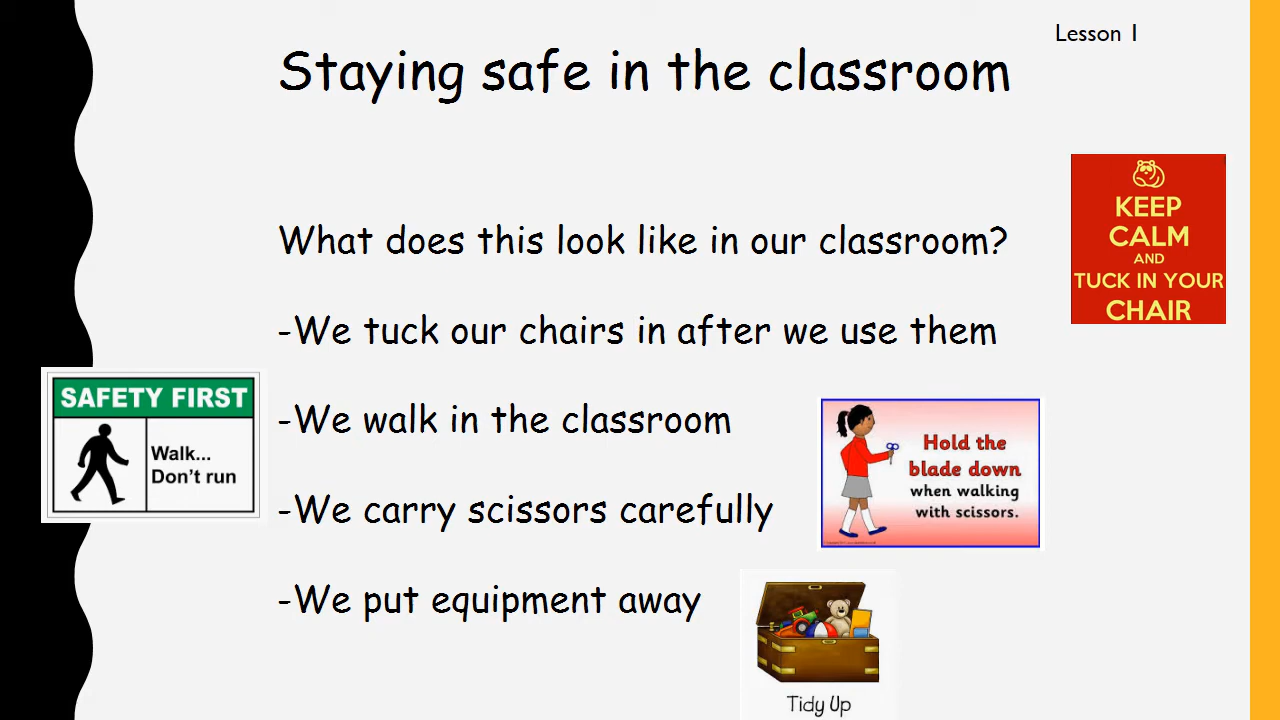 Lesson 1
Staying safe in the classroom
KEEP
CALM
AND
TUCK IN YOUR
CHAIR
What does this look like in our classroom?
-We tuck our chairs in after we use them
SAFETY FIRST
Walk...
Don't run
-We walk in the classroom
Hold the
blade down
when walking
with scissors.
-We carry scissors carefully
-We put equipment away
Tidy Up